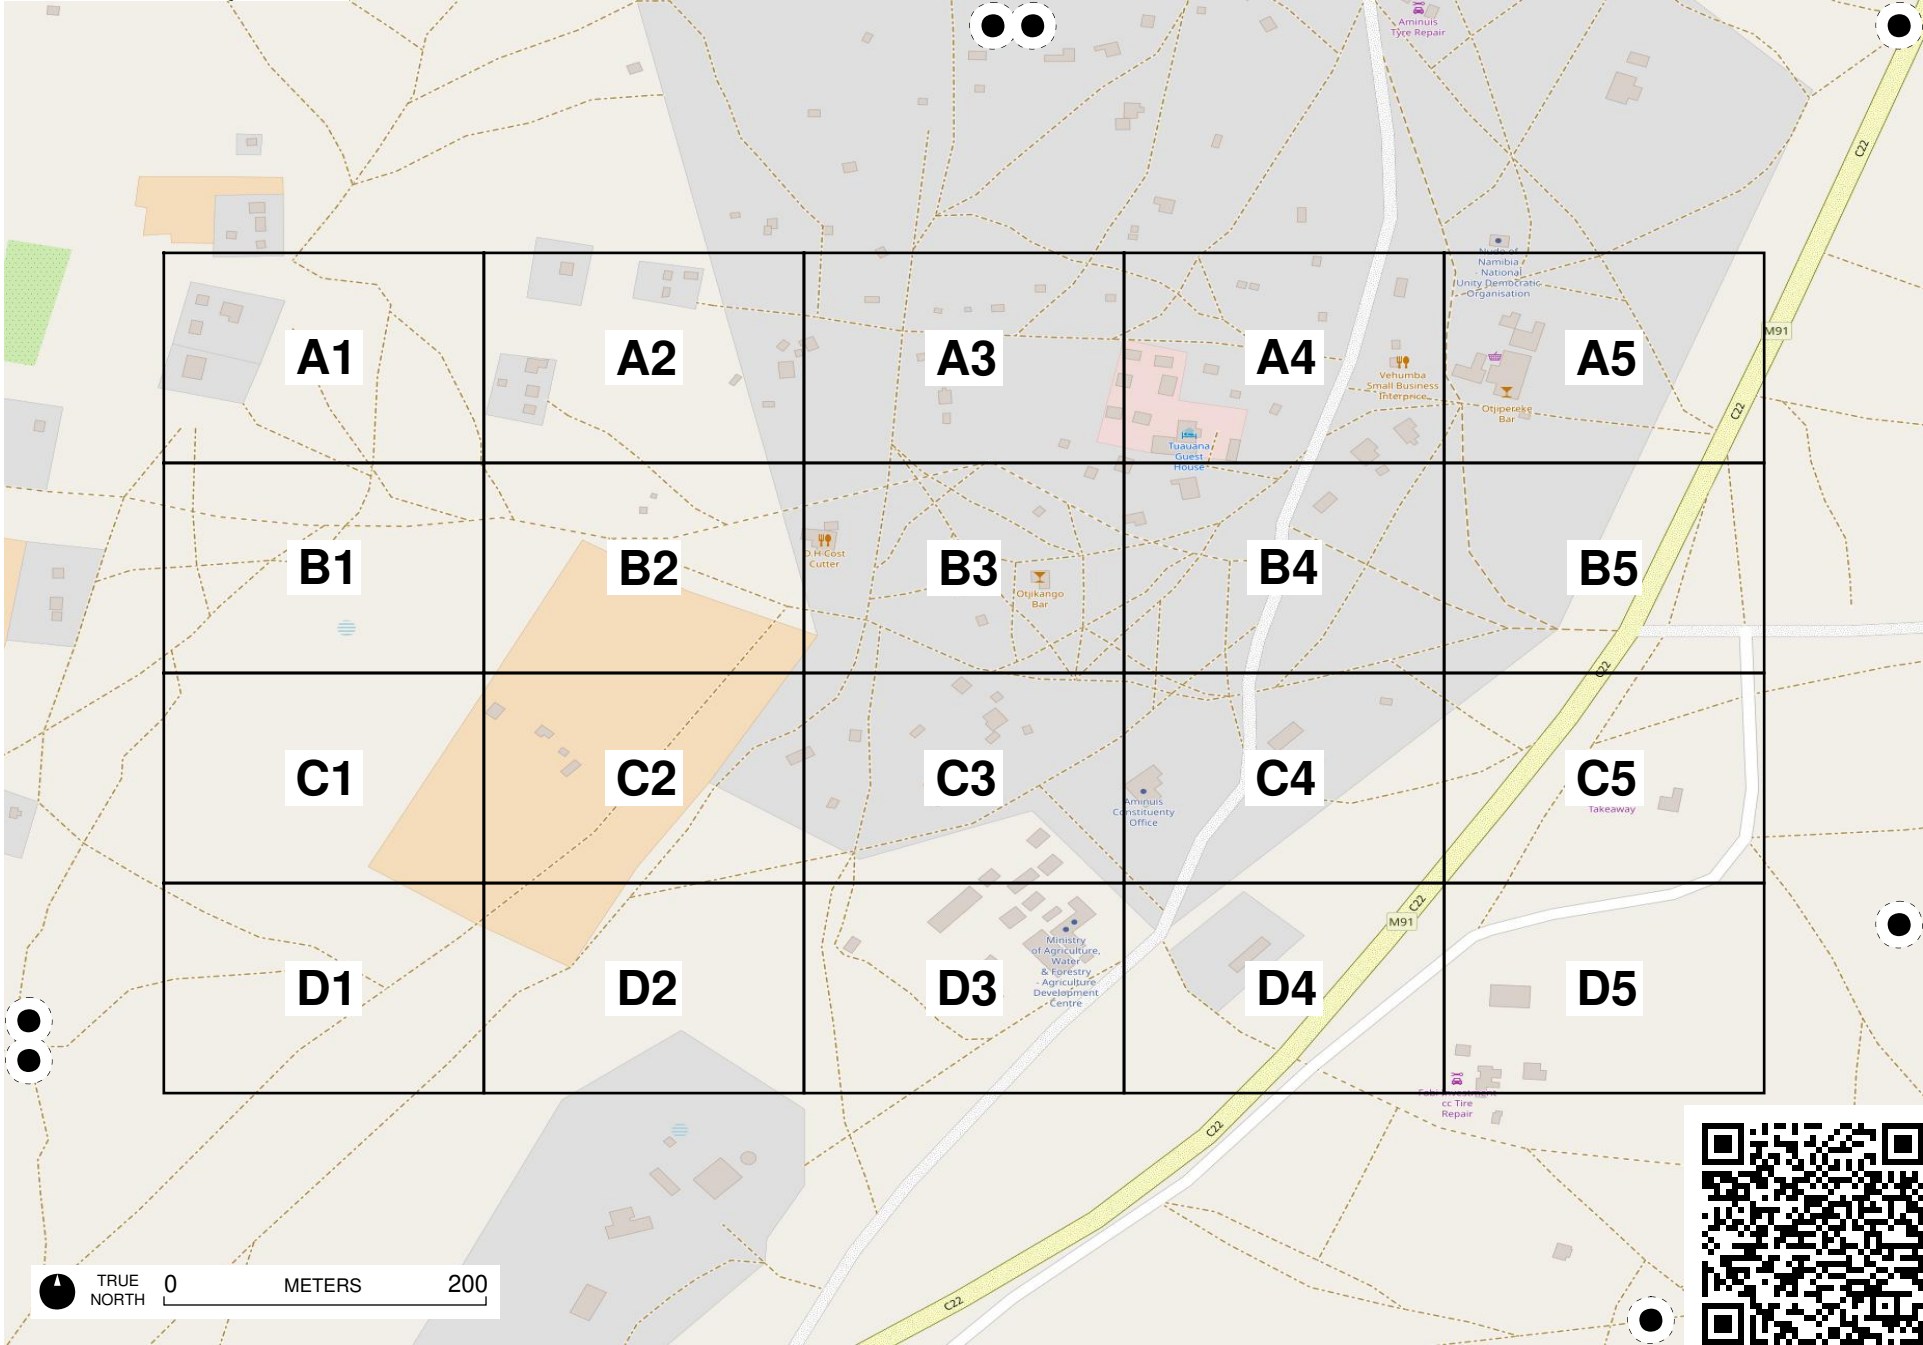 Aminuis
Tyre Repair
C22
Nudo of
Namibia
- National
Unity Democratic
Organisation
M91
A1
A2
A3
A4
A5
Vehumba
Small Business
Interprice
C22
Otjipereke
Bar
Tuauana
Guest
House
D.H Cost
Cutter
B1
B2
B3
B4
B5
Otjikango
Bar
C22
C1
C2
C3
C4
C5
Aminuis
Constituenty
Office
Takeaway
C22
M91
Ministry
of Agriculture,
Water
& Forestry
- Agriculture
Development
Centre
D1
D2
D3
D4
D5
cc Tire
Repair
C22
C22
TRUE
NORTH
0 METERS 200